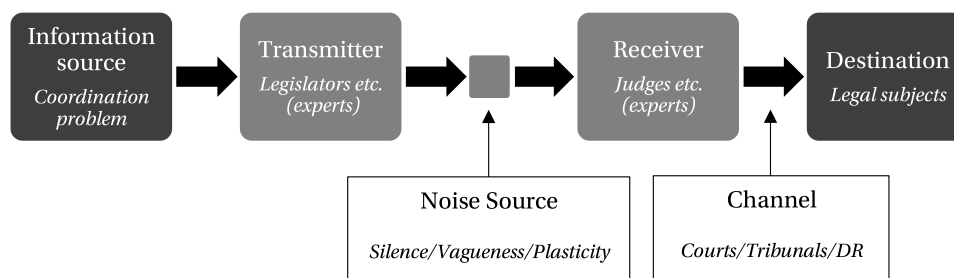 Information
source
Coordination
problem
Transmitter
Legislators etc.
(experts)
Receiver
Judges etc.
(experts)
Destination
Legal subjects
Noise Source
Silence/Vagueness/Plasticity
Channel
Courts/Tribunals/DR